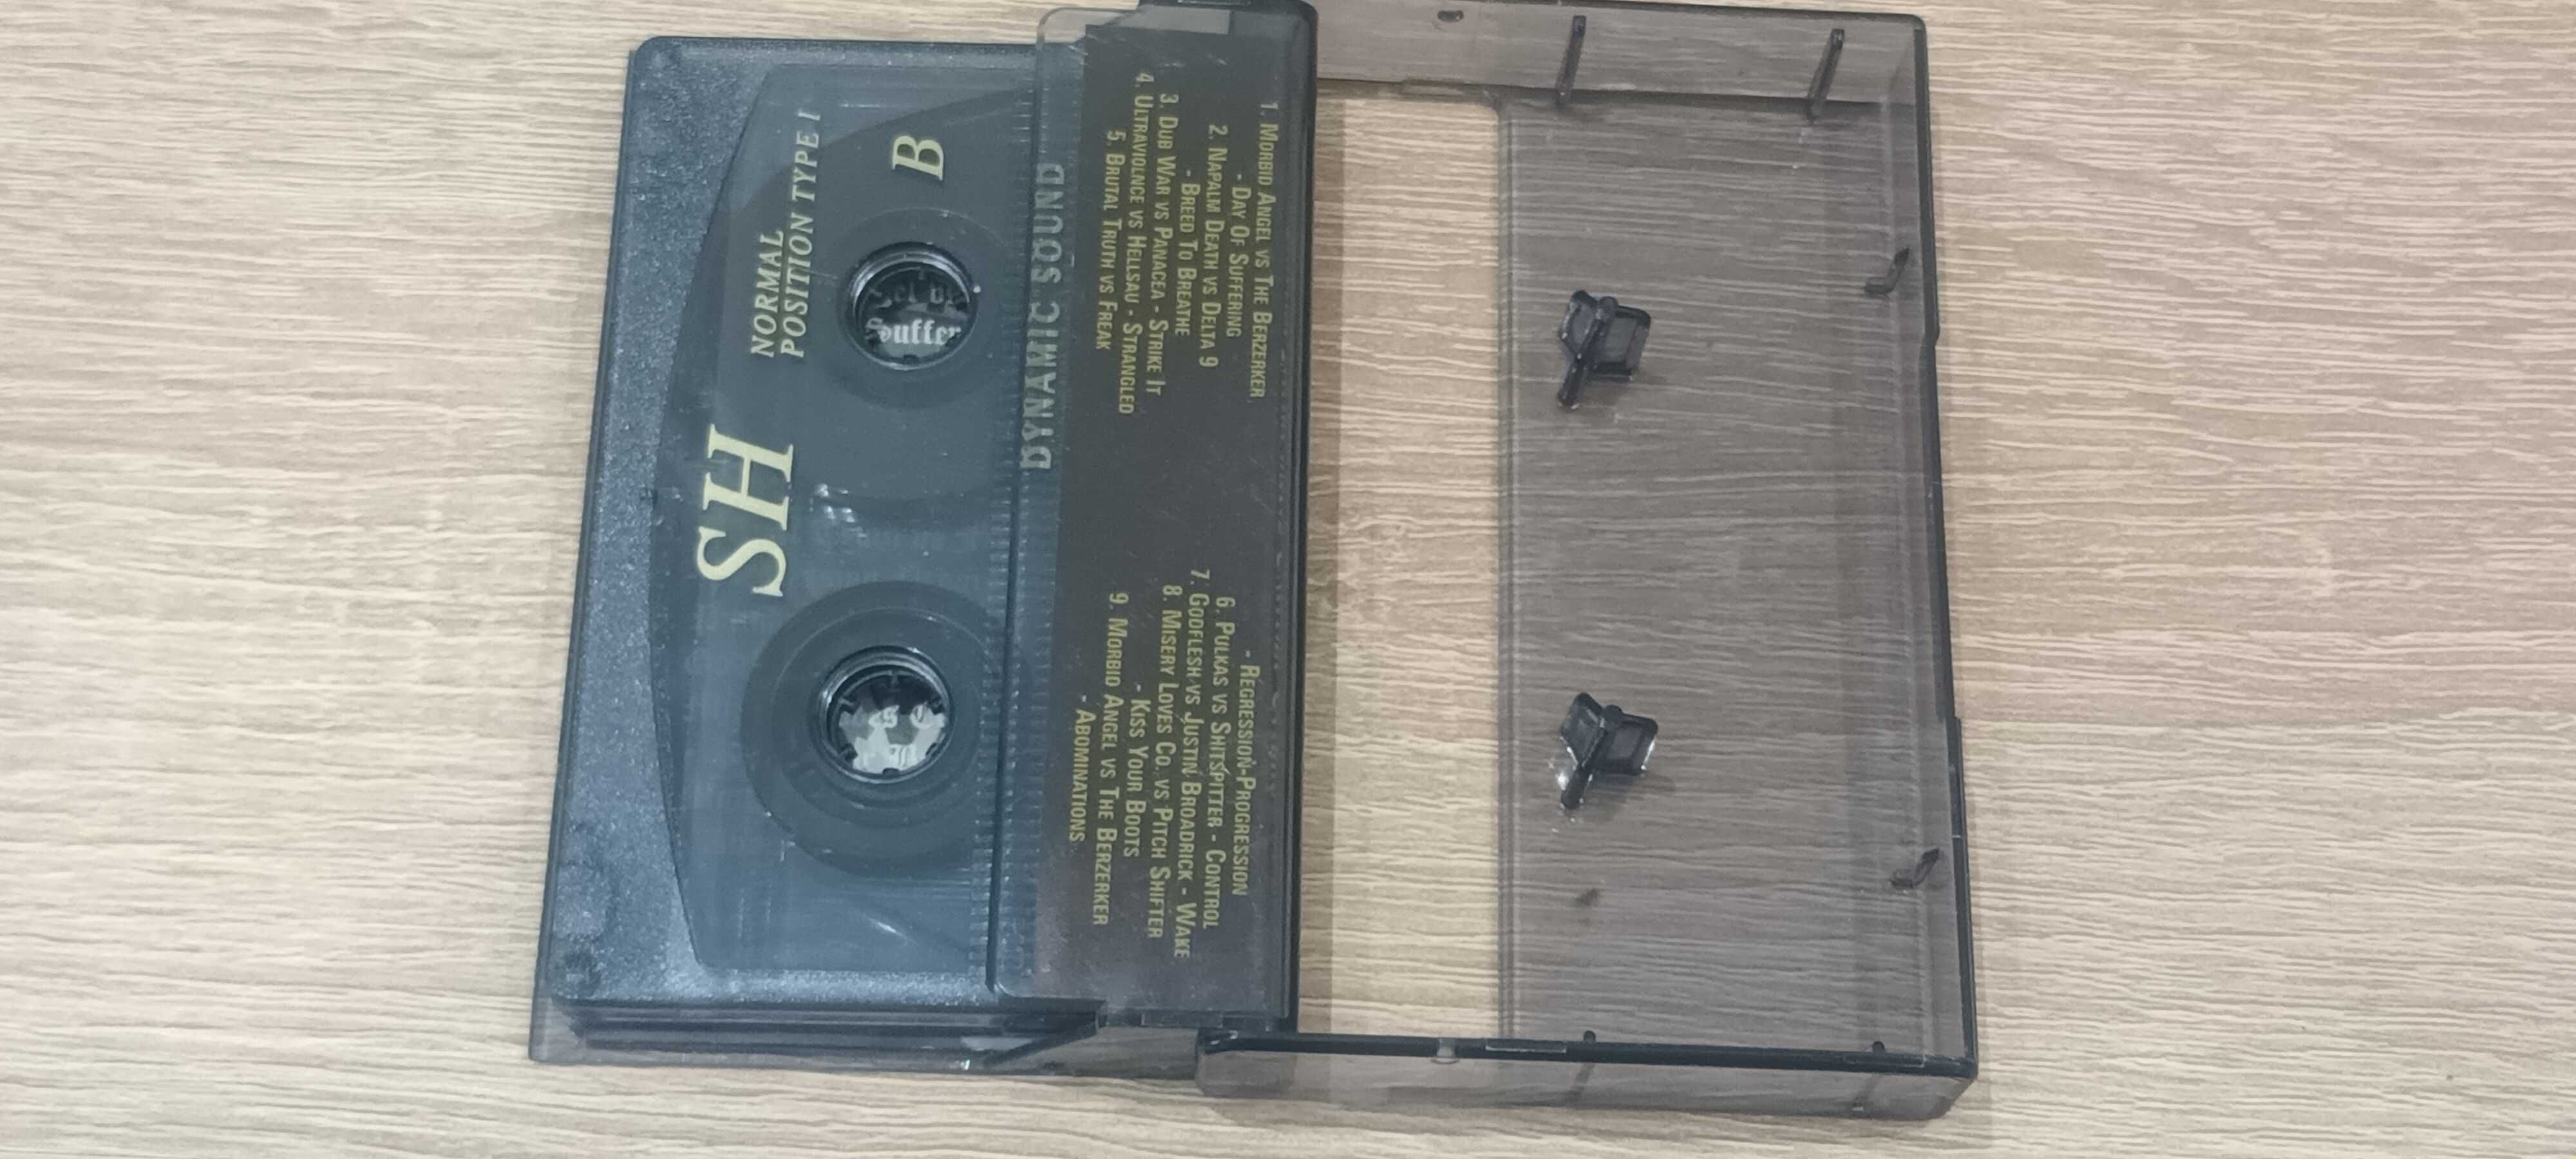 1. Morbid Angel vs The Berzerker
- Day Of Suffering
2. Napalm Death vs Delta 9
- Breed To Breathe
3. Dub War vs Panacea - Strike It
4. Ultraviolnce vs Hellsau - Strangled
5. Brutal Truth vs Freak
- Regression-Progression
6. Pulkas vs Shitspitter - Control
7. Godflesh vs Justin Broadrick - Wake
8. Misery Loves Co. vs Pitch Shifter
- Kiss Your Boots
9. Morbid Angel vs The Berzerker
- Abominations
DYNAMIC SOUND
B
NORMAL
POSITION TYPE I
SH
Suffer